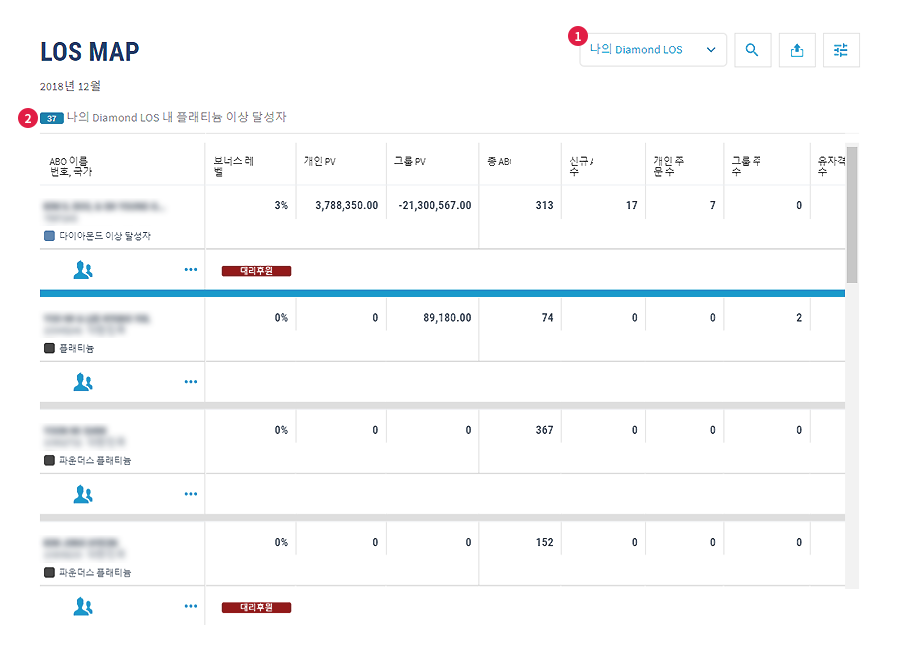 LOS MAP
1
나의 Diamond LOS
2018년 12월
2
37 나의 Diamond LOS 내 플래티늄 이상 달성자
ABO 이름
번호, 국가
보너스 레
벨
개인 PV
그룹 PV
총 ABO
신규 A
수
개인 주
문 수
그룹 주
수
유자격
수
3% 3,788,350.00 -21,300,567.00 313 17 7 0
다이아몬드 이상 달성자
대리후원
0% 0 89,180.00 74 0 0 2
플래티늄
0% 0 0 367 0 0 0
파운더스 플래티늄
0% 0 0 152 0 0 0
파운더스 플래티늄
대리후원